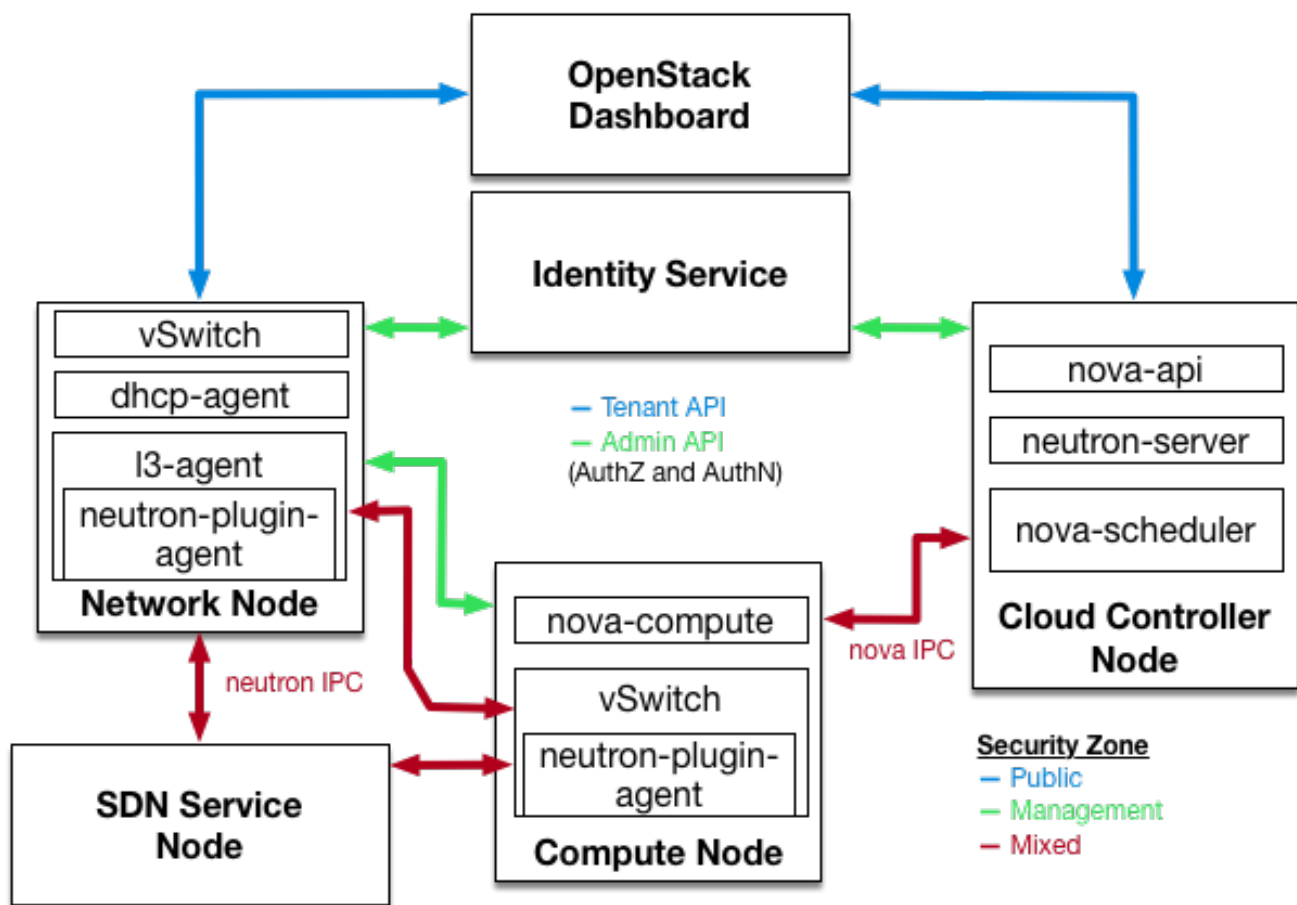 OpenStack
Dashboard
Identity Service
vSwitch
dhcp-agent
l3-agent
neutron-plugin-
agent
Network Node
— Tenant API
— Admin API
(AuthZ and AuthN)
nova-api
neutron-server
nova-scheduler
Cloud Controller
Node
nova-compute
vSwitch
neutron-plugin-
agent
Compute Node
nova IPC
neutron IPC
SDN Service
Node
Security Zone
— Public
— Management
— Mixed